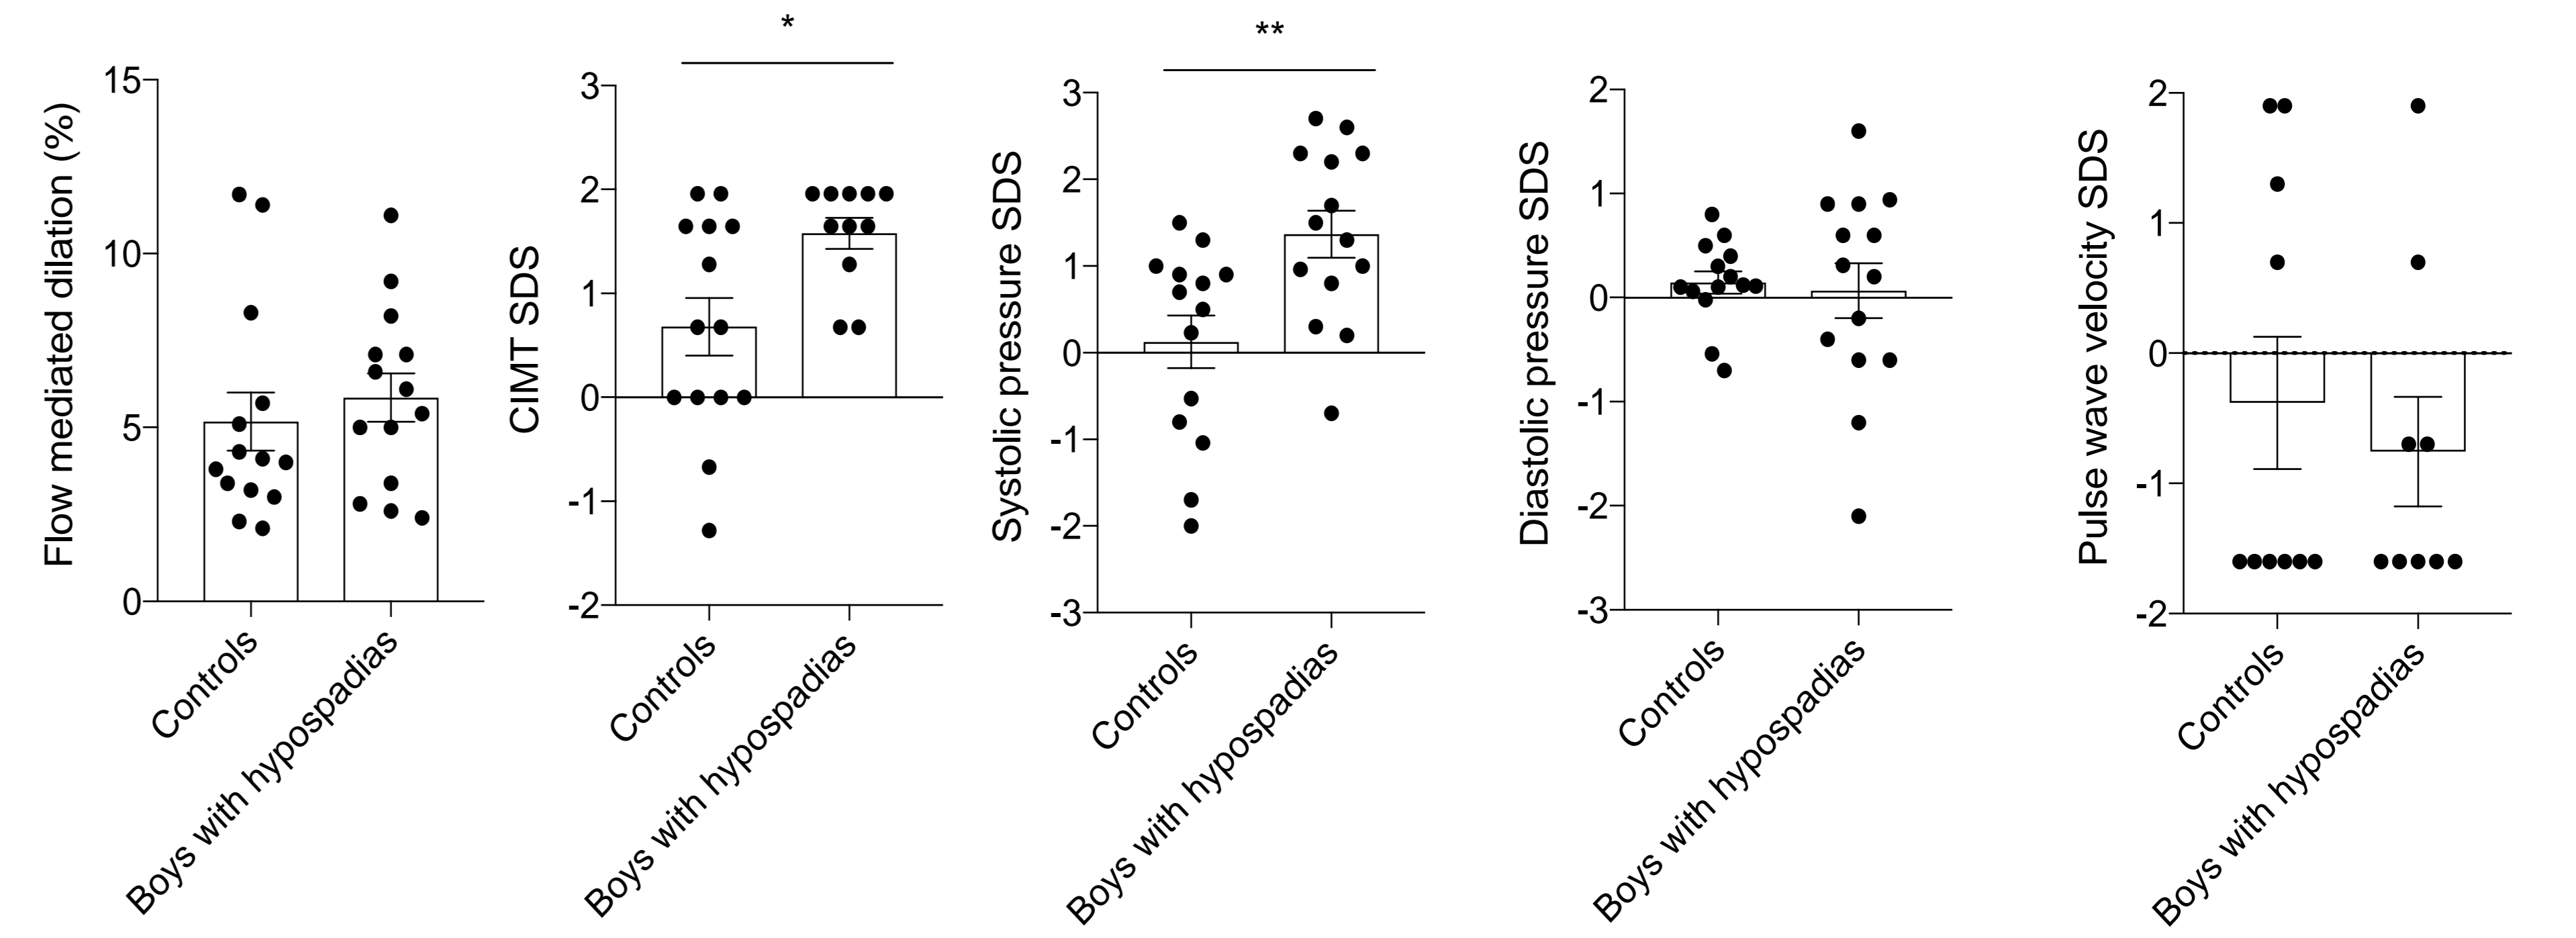 Flow mediated dilation (%)
15
10
5
0
Controls
Boys with hypospadias
*
CIMT SDS
3
2
1
0
-1
-2
Controls
Boys with hypospadias
**
Systolic pressure SDS
3
2
1
0
-1
-2
-3
Controls
Boys with hypospadias
Diastolic pressure SDS
2
1
0
-1
-2
-3
Controls
Boys with hypospadias
Pulse wave velocity SDS
2
1
0
-1
-2
Controls
Boys with hypospadias